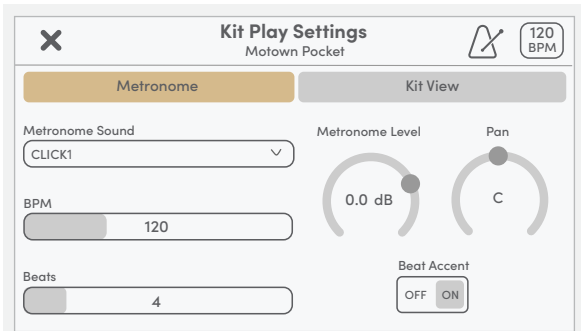 Kit Play Settings
Motown Pocket
120
BPM
Metronome
Kit View
Metronome Sound
CLICK1
Metronome Level
Pan
0.0 dB
C
BPM
120
Beats
4
Beat Accent
OFF ON